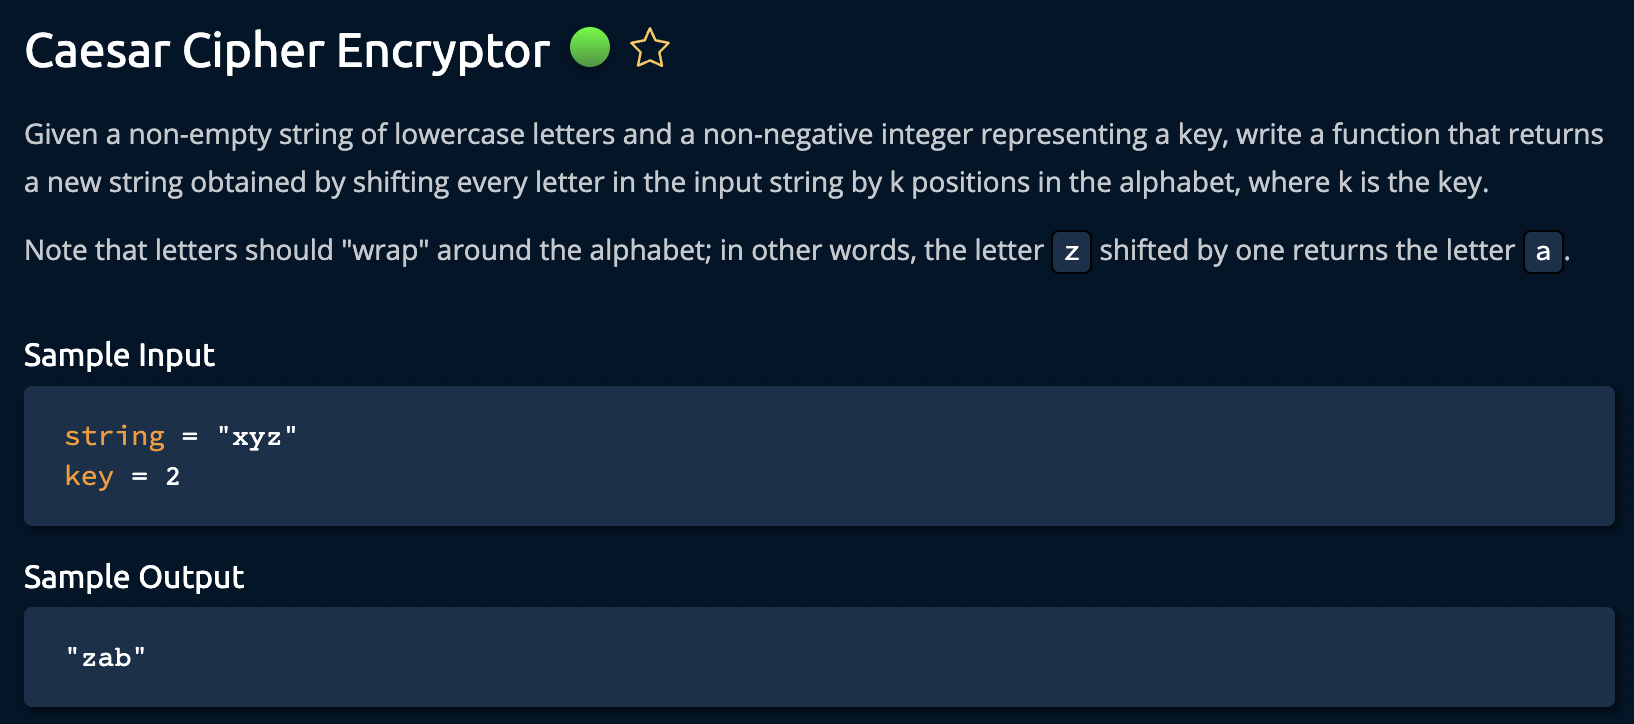 Caesar Cipher Encryptor
Given a non-empty string of lowercase letters and a non-negative integer representing a key, write a function that returns
a new string obtained by shifting every letter in the input string by k positions in the alphabet, where k is the key.
Note that letters should "wrap" around the alphabet; in other words, the letter z shifted by one returns the letter a.
Sample Input
string = "xyz"
key = 2
Sample Output
"zab"